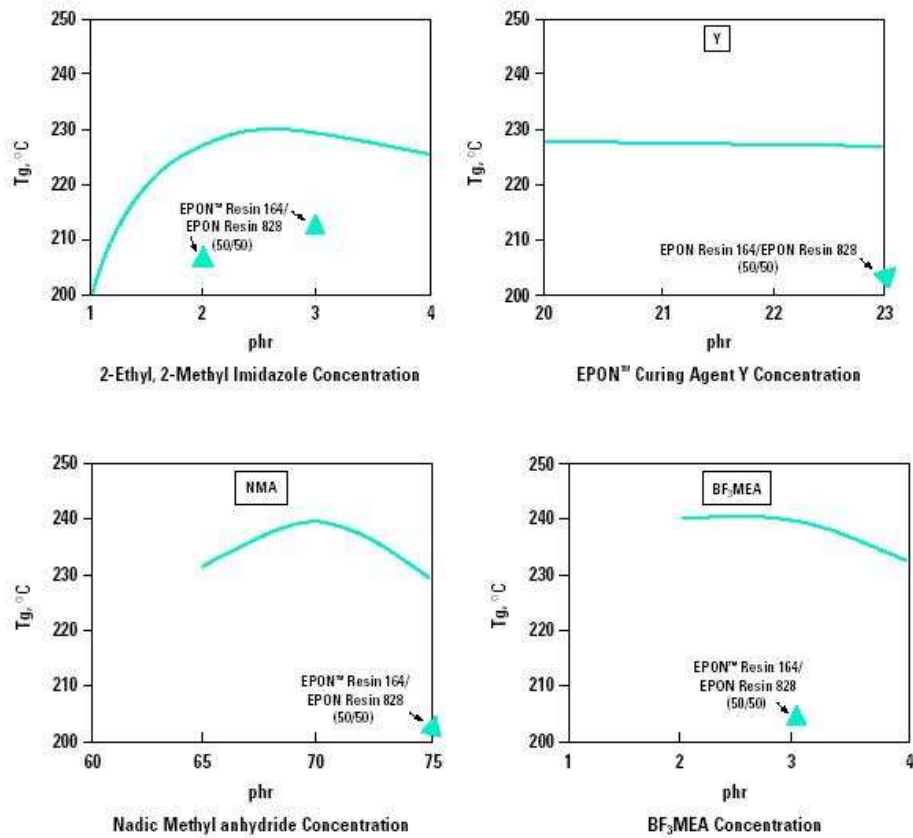 250
240
230
220
210
200
Tg, °C
EPON™ Resin 164/
EPON Resin 828
(50/50)
1
2
3
4
phr
2-Ethyl, 2-Methyl Imidazole Concentration
250
240
230
220
210
200
Tg, °C
Y
EPON Resin 164/EPON Resin 828
(50/50)
20
21
22
23
phr
EPON™ Curing Agent Y Concentration
250
240
230
220
210
200
Tg, °C
NMA
EPON™ Resin 164/
EPON Resin 828
(50/50)
60
65
70
75
phr
Nadic Methyl anhydride Concentration
250
240
230
220
210
200
Tg, °C
BF₃MEA
EPON™ Resin 164/
EPON Resin 828
(50/50)
1
2
3
4
phr
BF₃MEA Concentration